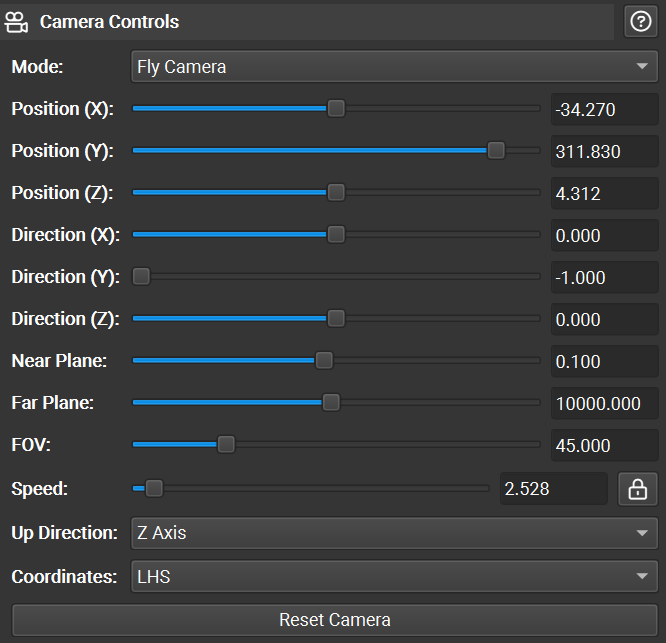 Camera Controls
Mode: Fly Camera
Position (X): -34.270
Position (Y): 311.830
Position (Z): 4.312
Direction (X): 0.000
Direction (Y): -1.000
Direction (Z): 0.000
Near Plane: 0.100
Far Plane: 10000.000
FOV: 45.000
Speed: 2.528
Up Direction: Z Axis
Coordinates: LHS
Reset Camera